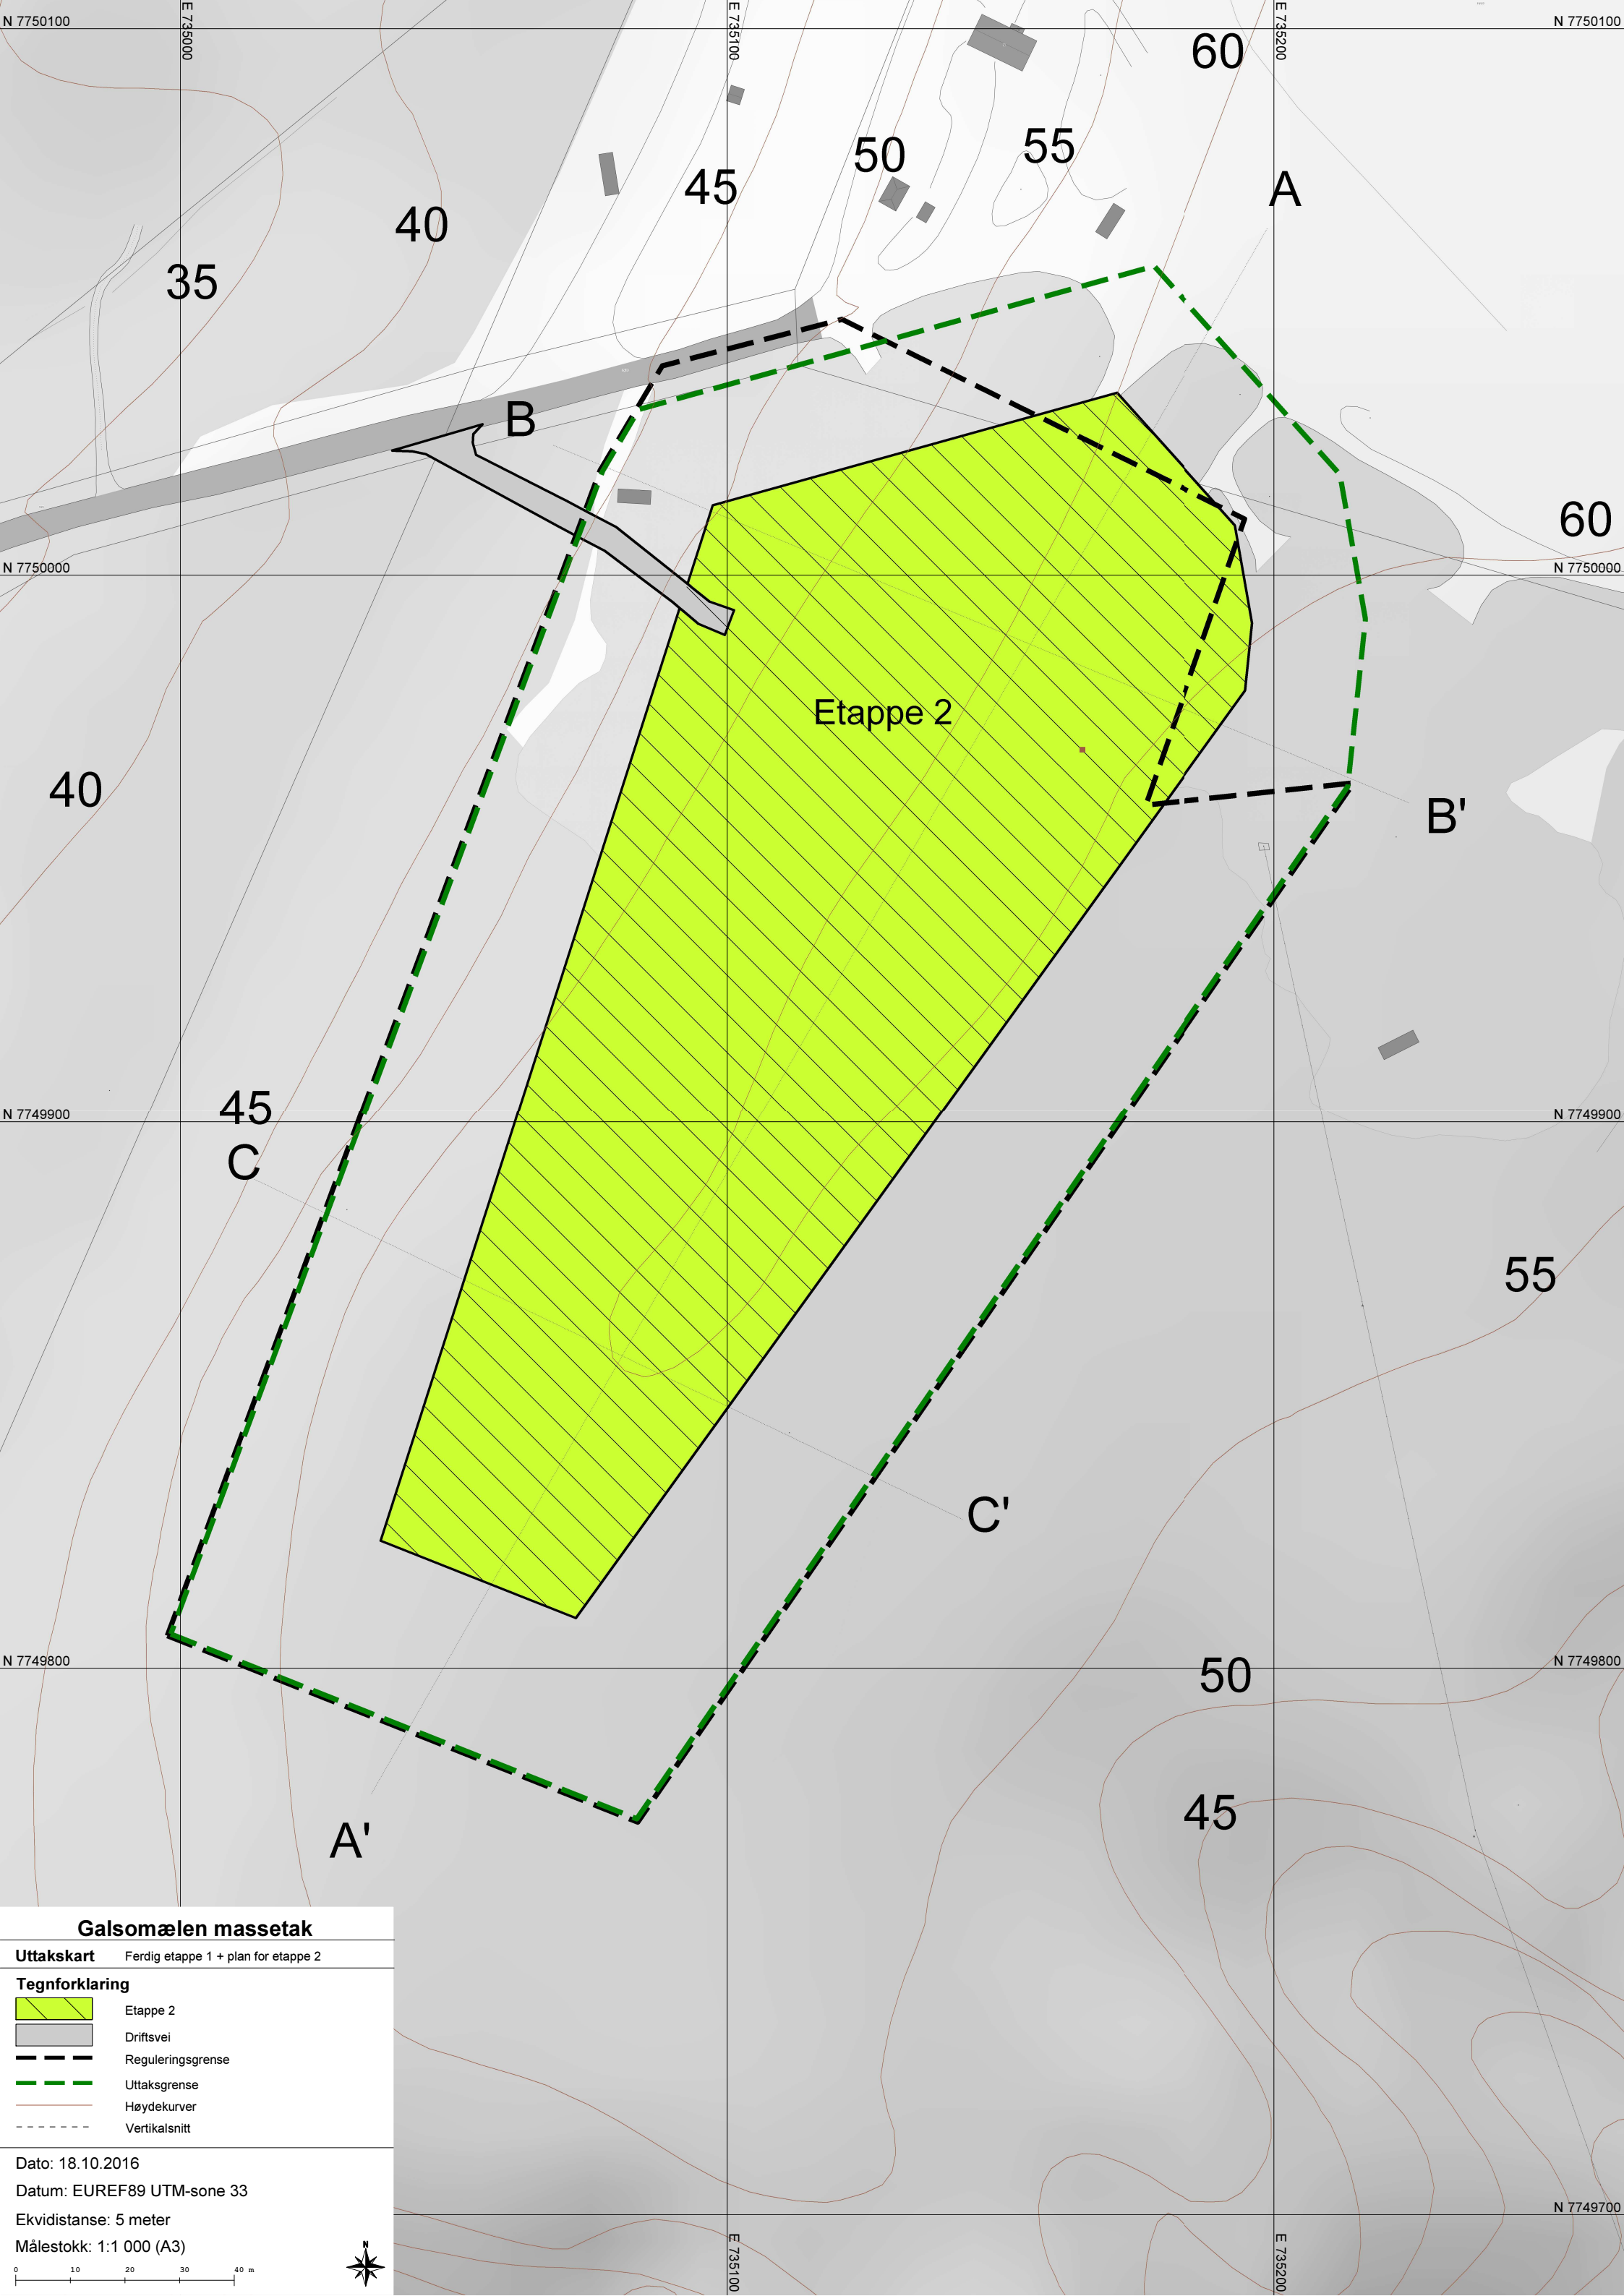 N 7750100
E 735000
E 735100
E 735200
N 7750100
60
55
50
45
A
40
35
B
60
N 7750000
N 7750000
Etappe 2
40
B'
45
N 7749900
N 7749900
C
55
C'
N 7749800
N 7749800
50
45
A'
Galsomælen massetak
Uttakskart Ferdig etappe 1 + plan for etappe 2
Tegnforklaring
Etappe 2
Driftsvei
Reguleringsgrense
Uttaksgrense
Høydekurver
Vertikalsnitt
Dato: 18.10.2016
Datum: EUREF89 UTM-sone 33
Ekvidistanse: 5 meter
Målestokk: 1:1 000 (A3)
0 10 20 30 40 m
N
N 7749700
E 735100
E 735200